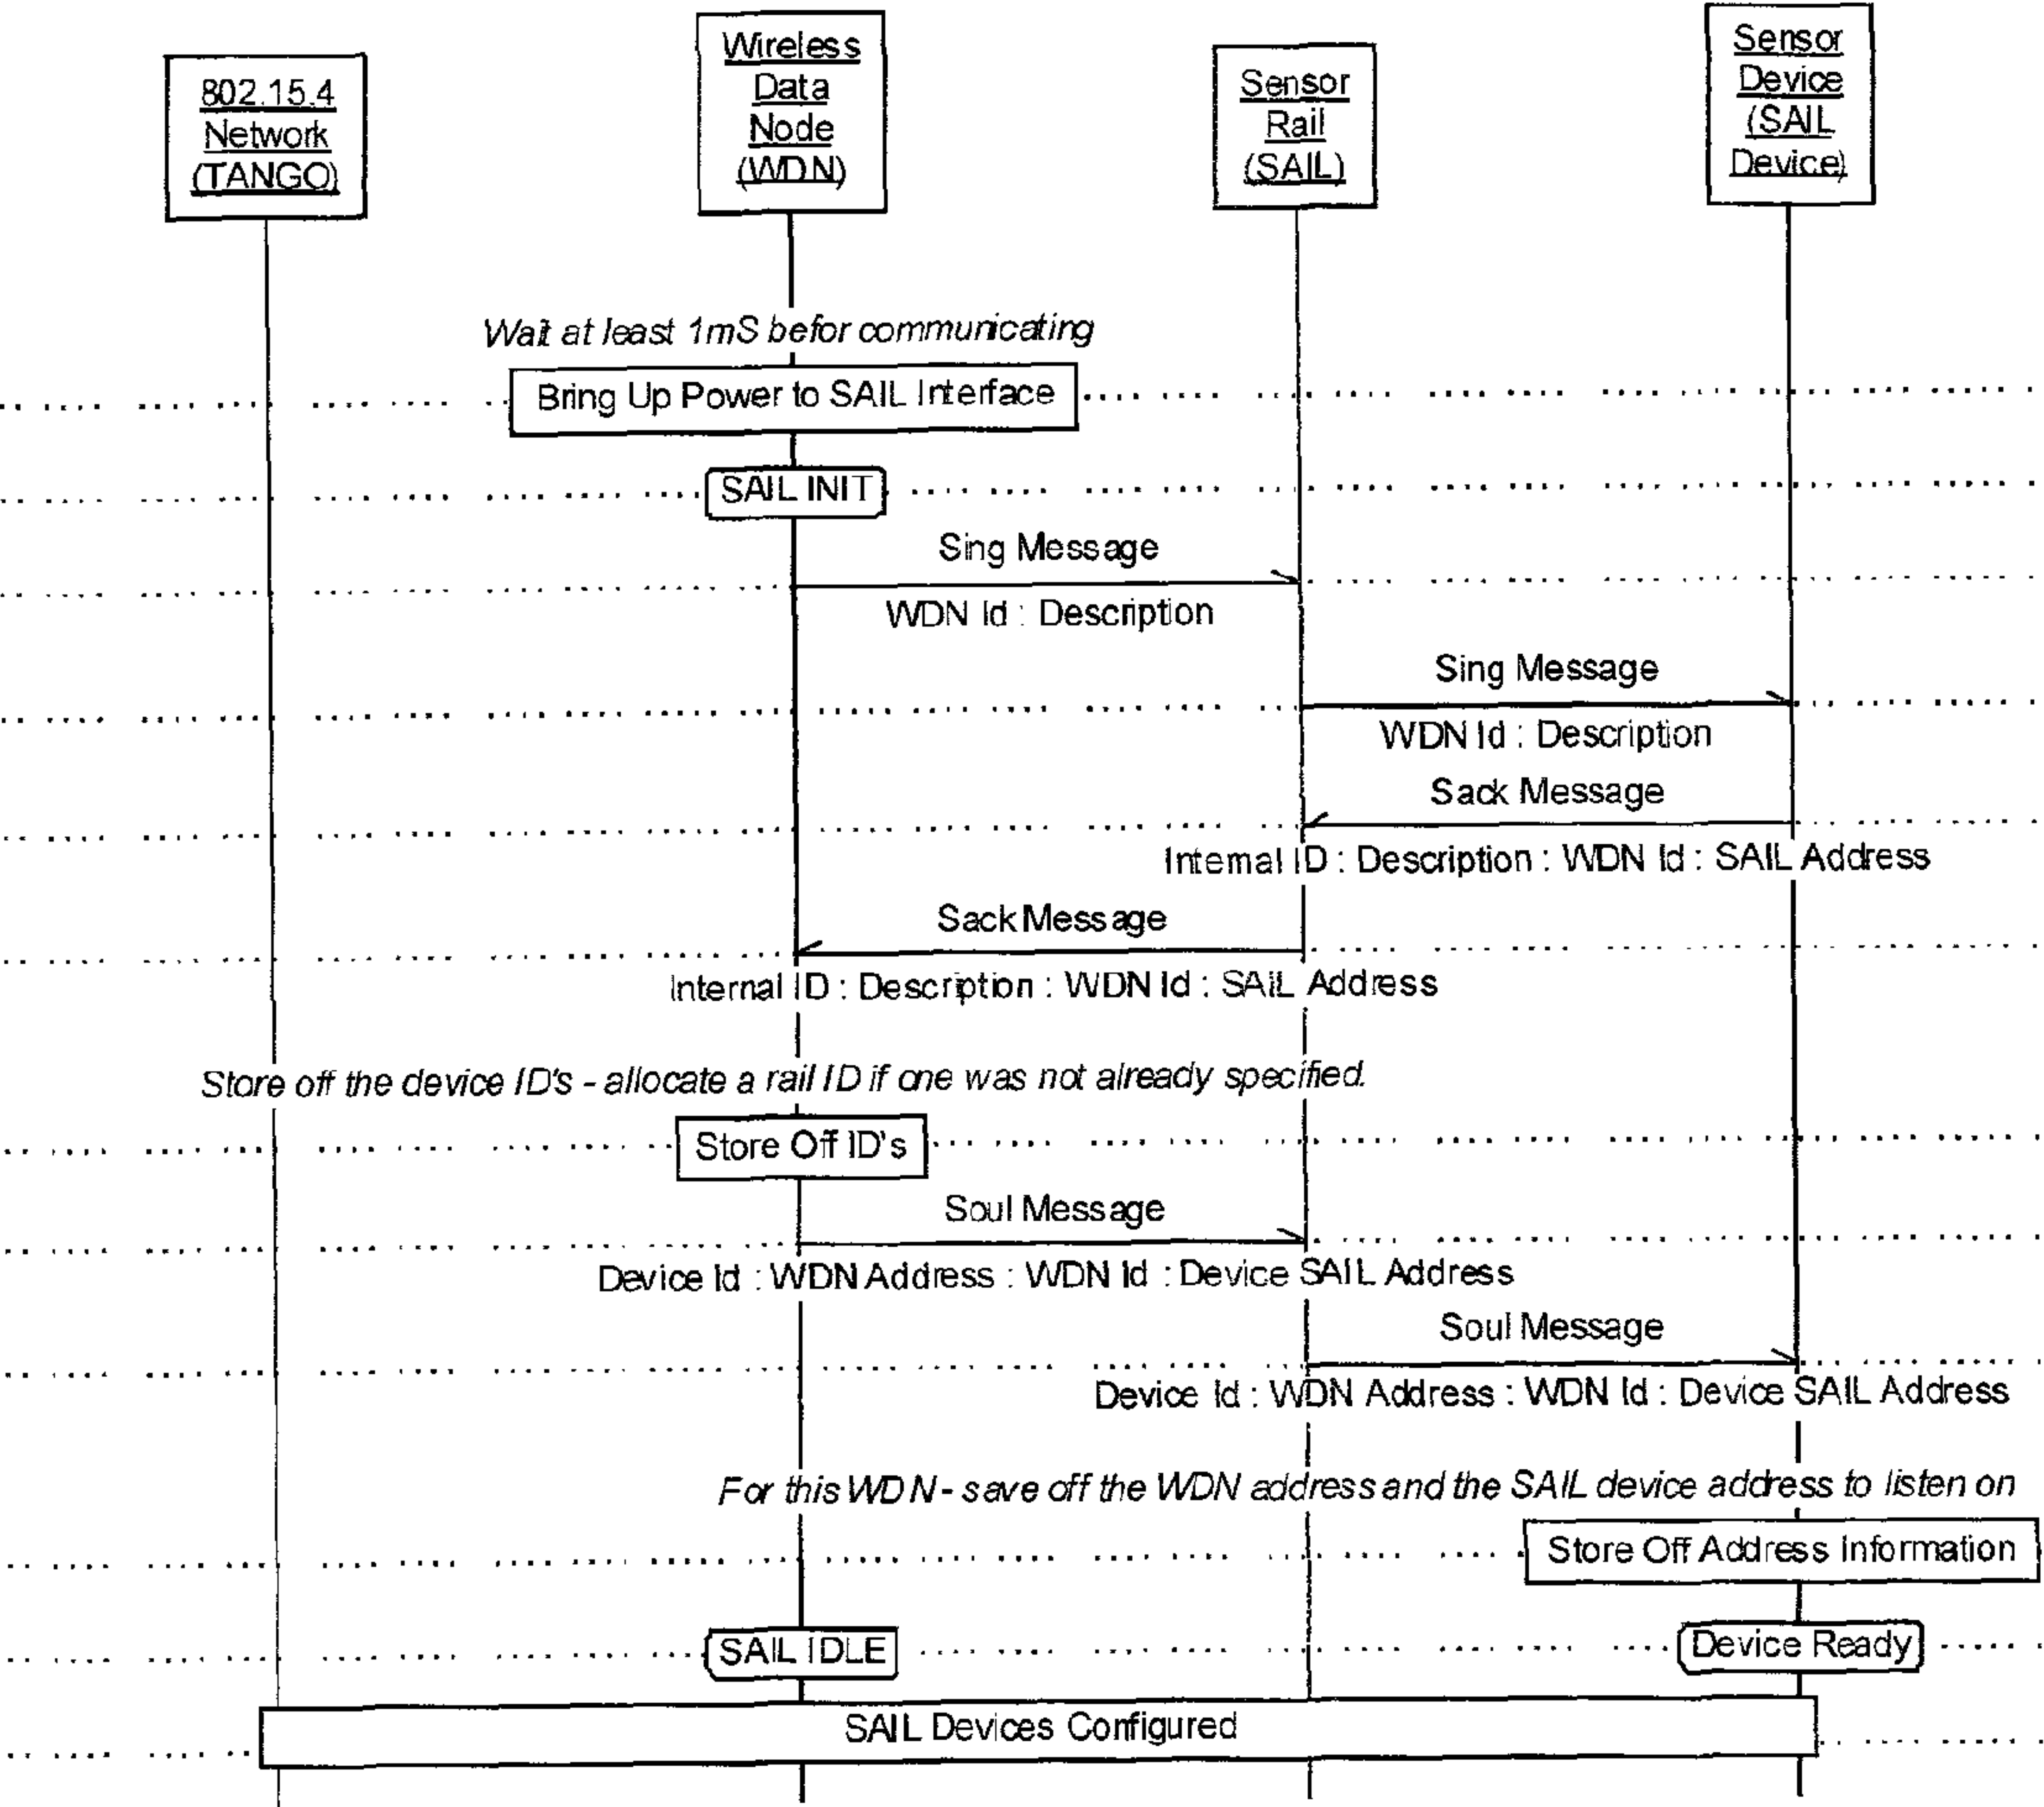 802.15.4
Network
(TANGO)
Wireless
Data
Node
(WDN)
Sensor
Rail
(SAIL)
Sensor
Device
(SAIL
Device)
Wait at least 1mS befor communicating
Bring Up Power to SAIL Interface
SAIL INIT
Sing Message
WDN Id : Description
Sing Message
WDN Id : Description
Sack Message
Internal ID : Description : WDN Id : SAIL Address
Sack Message
Internal ID : Description : WDN Id : SAIL Address
Store off the device ID's - allocate a rail ID if one was not already specified.
Store Off ID's
Soul Message
Device Id : WDN Address : WDN Id : Device SAIL Address
Soul Message
Device Id : WDN Address : WDN Id : Device SAIL Address
For this WDN - save off the WDN address and the SAIL device address to listen on
Store Off Address Information
SAIL IDLE
Device Ready
SAIL Devices Configured